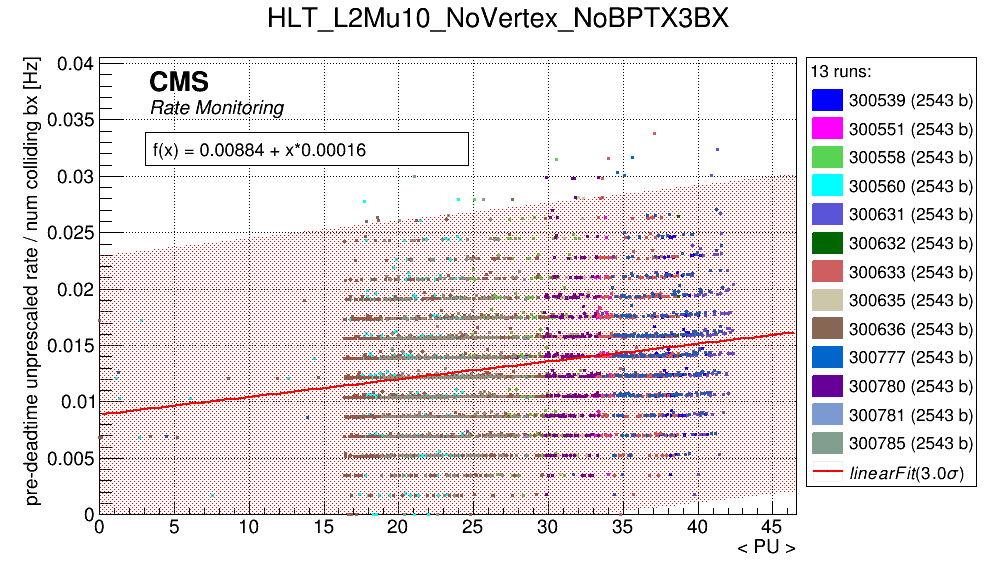 HLT_L2Mu10_NoVertex_NoBPTX3BX
pre-deadtime unprescaled rate / num colliding bx [Hz]
0.04
0.035
0.03
0.025
0.02
0.015
0.01
0.005
0
CMS
Rate Monitoring
f(x) = 0.00884 + x*0.00016
0 5 10 15 20 25 30 35 40 45
< PU >
13 runs:
300539 (2543 b)
300551 (2543 b)
300558 (2543 b)
300560 (2543 b)
300631 (2543 b)
300632 (2543 b)
300633 (2543 b)
300635 (2543 b)
300636 (2543 b)
300777 (2543 b)
300780 (2543 b)
300781 (2543 b)
300785 (2543 b)
linearFit(3.0σ)